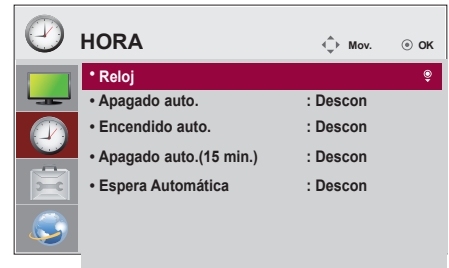 HORA
Mov.
OK
• Reloj
• Apagado auto. : Descon
• Encendido auto. : Descon
• Apagado auto.(15 min.) : Descon
• Espera Automática : Descon